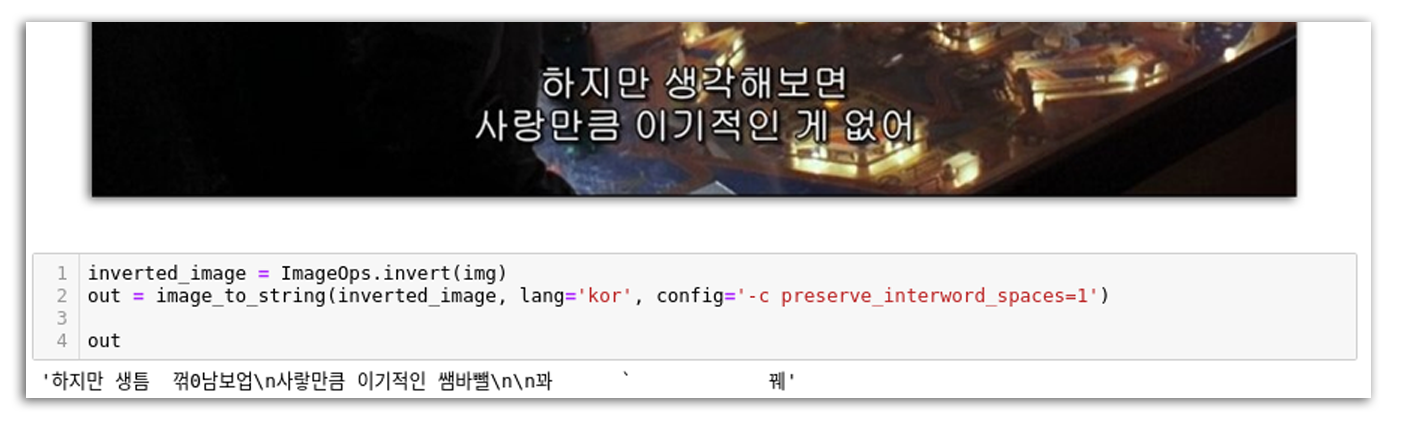 하지만 생각해보면
사랑만큼 이기적인 게 없어
1 inverted_image = ImageOps.invert(img)
2 out = image_to_string(inverted_image, lang='kor', config='-c preserve_interword_spaces=1')
3
4 out
'하지만 생틈  꺾0남보업\n사랗만큼 이기적인 쌤바뺄\n\n꽈      `            꿰'